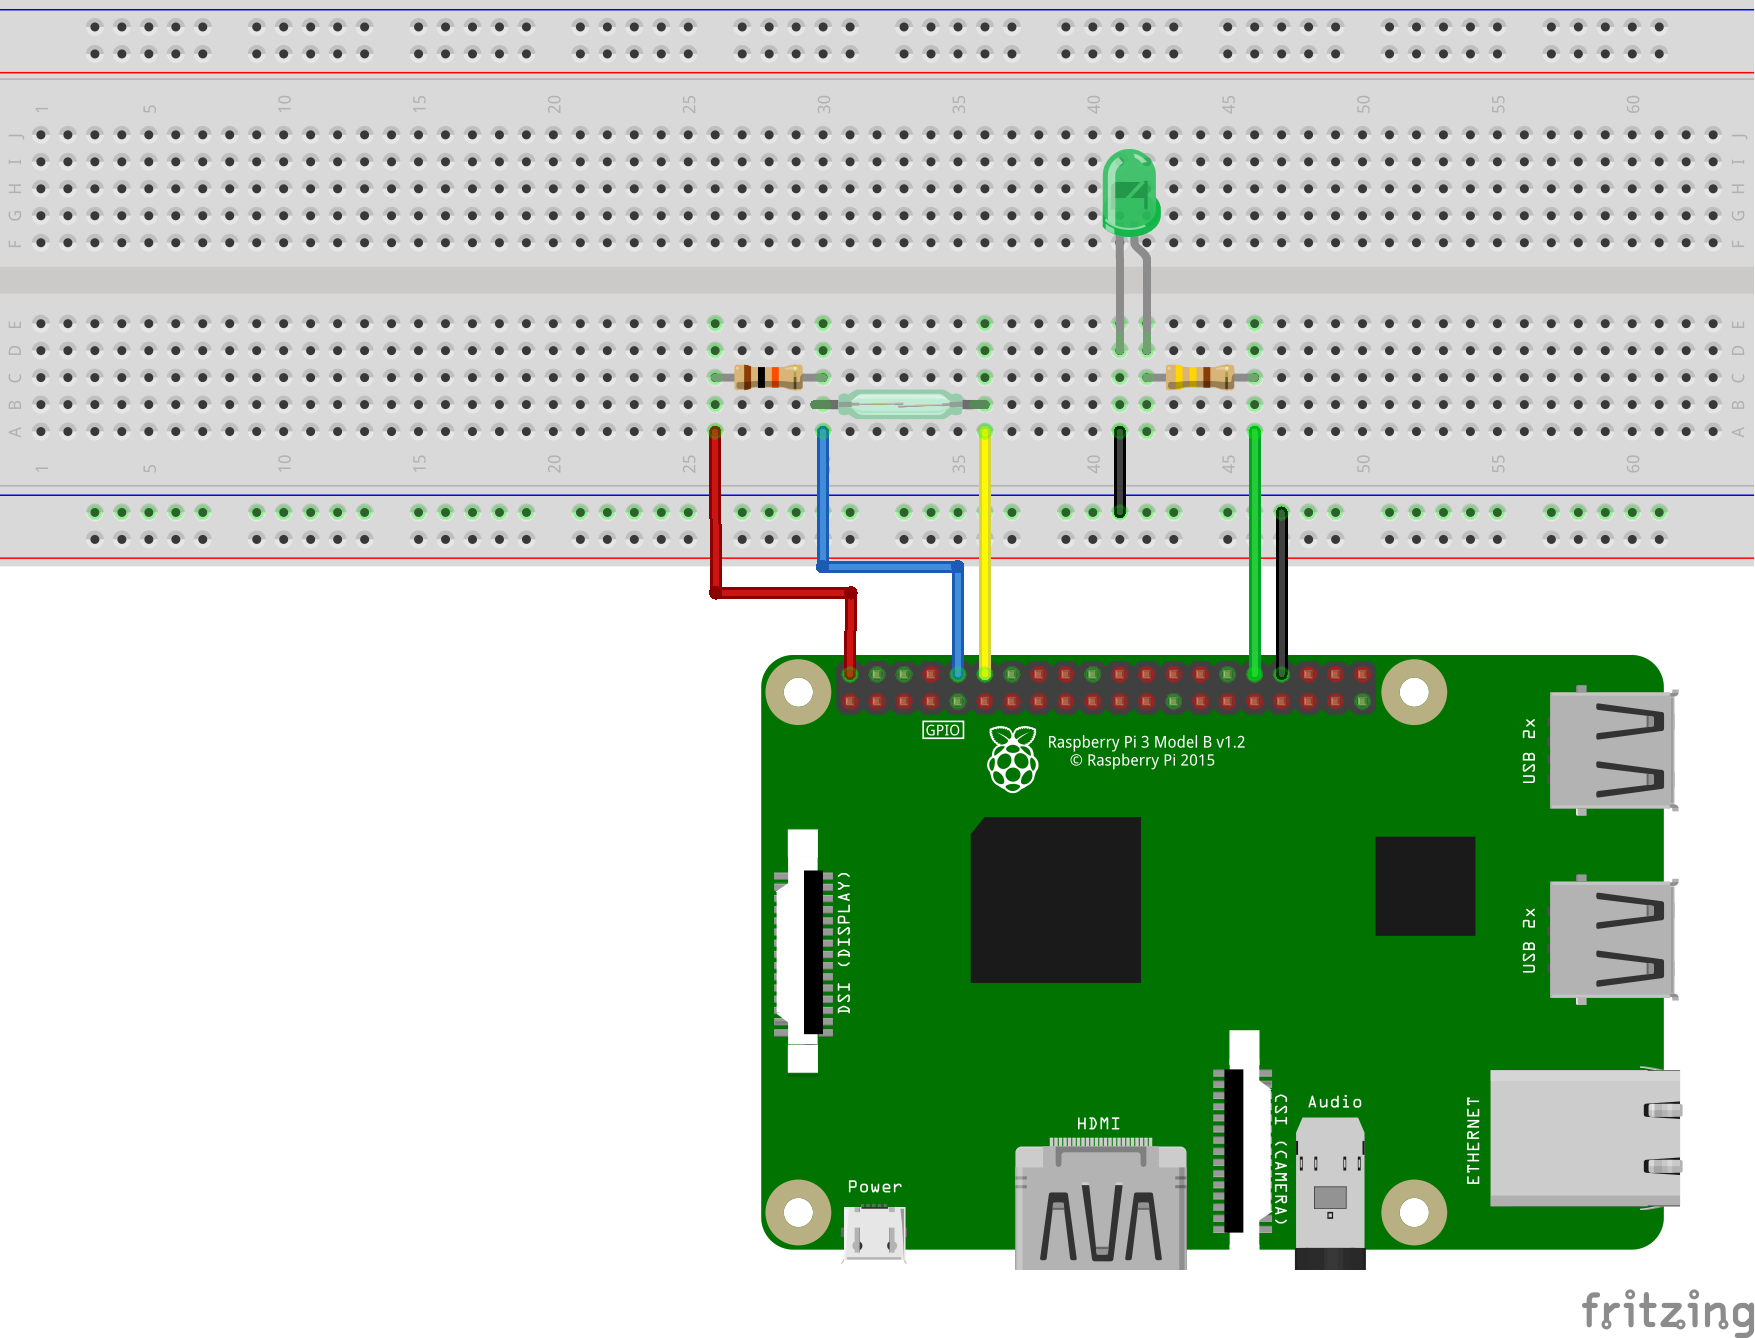 1 5 10 15 20 25 30 35 40 45 50 55 60
J J
I I
H H
G G
F F
E E
D D
C C
B B
A A
1 5 10 15 20 25 35 40 45 50 55 60
GPIO
Raspberry Pi 3 Model B v1.2
© Raspberry Pi 2015
USB 2x
DSI (DISPLAY)
USB 2x
HDMI
CSI (CAMERA)
Audio
ETHERNET
Power
fritzing